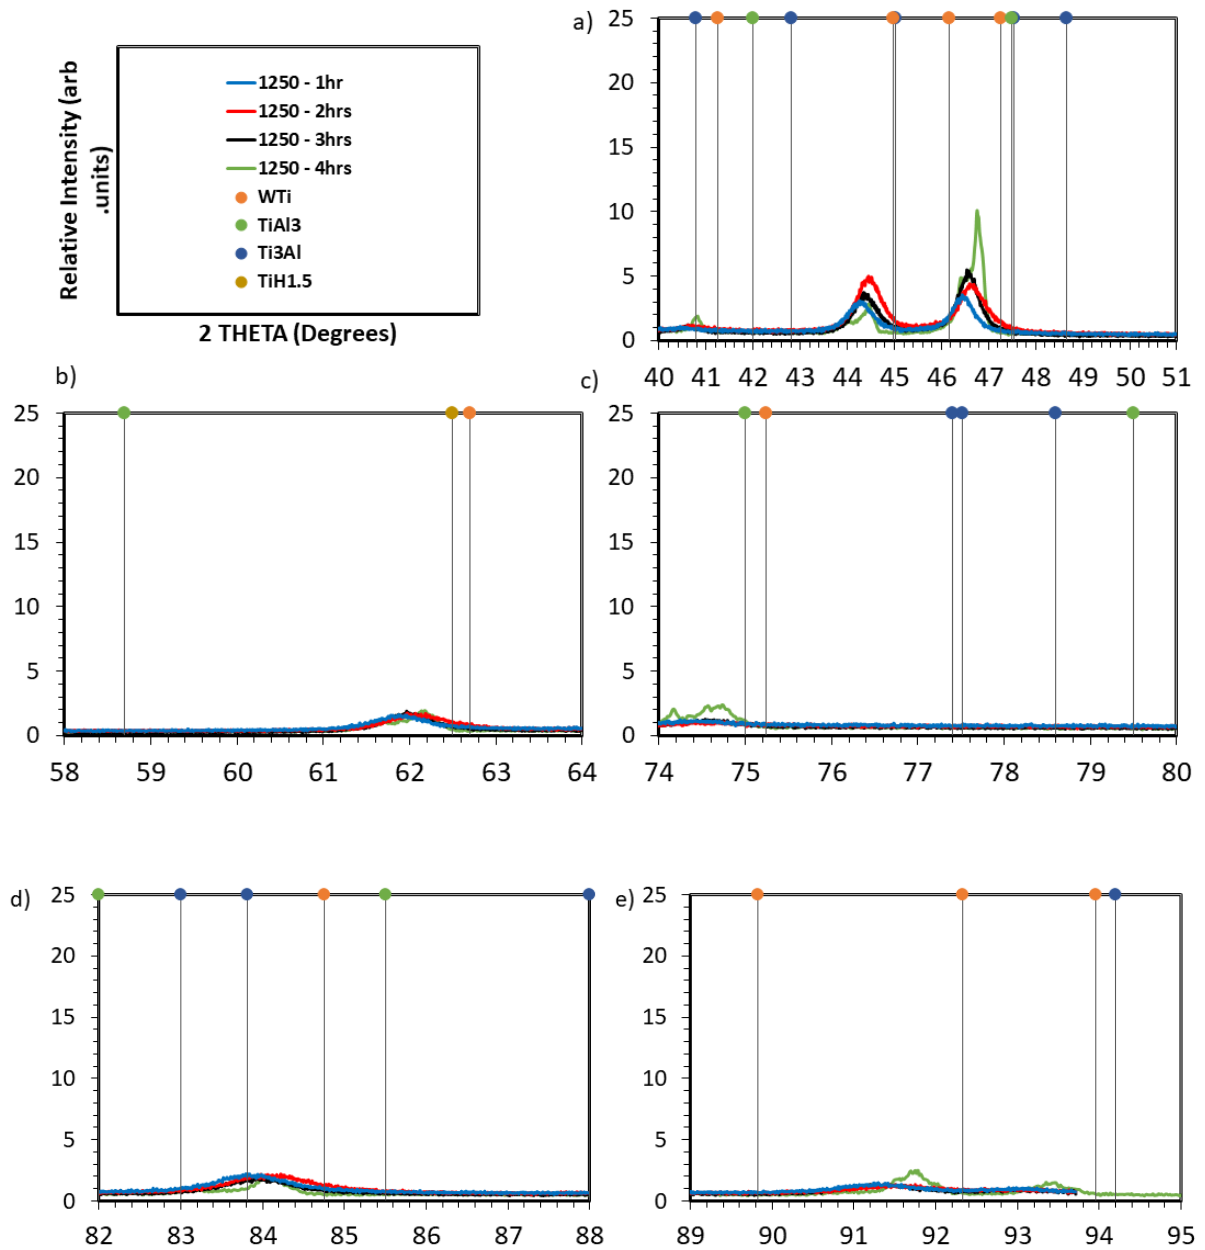 a)
25
20
15
10
5
0
40 41 42 43 44 45 46 47 48 49 50 51
Relative Intensity (arb
.units)
1250 - 1hr
1250 - 2hrs
1250 - 3hrs
1250 - 4hrs
WTi
TiAl3
Ti3Al
TiH1.5
2 THETA (Degrees)
b)
25
20
15
10
5
0
58 59 60 61 62 63 64
c)
25
20
15
10
5
0
74 75 76 77 78 79 80
d)
25
20
15
10
5
0
82 83 84 85 86 87 88
e)
25
20
15
10
5
0
89 90 91 92 93 94 95